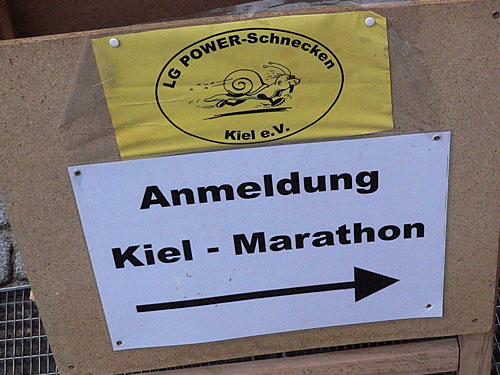 LG POWER-Schnecken
Kiel e.V.
Anmeldung
Kiel - Marathon